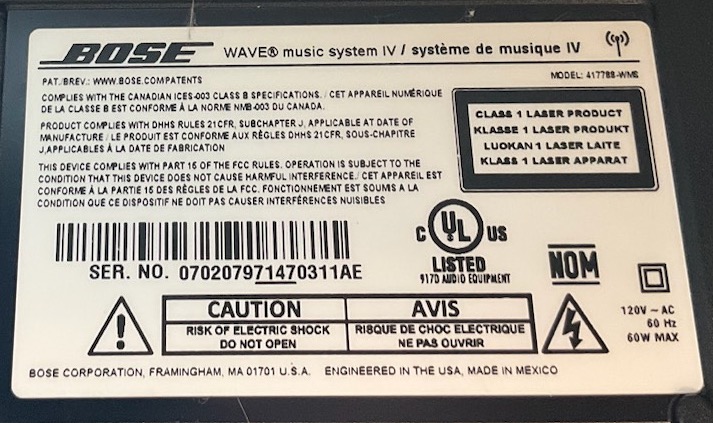 BOSE WAVE® music system IV / système de musique IV
PAT./BREV.: WWW.BOSE.COM/PATENTS
MODEL: 417788-WMS
COMPLIES WITH THE CANADIAN ICES-003 CLASS B SPECIFICATIONS. / CET APPAREIL NUMÉRIQUE
DE LA CLASSE B EST CONFORME À LA NORME NMB-003 DU CANADA.
PRODUCT COMPLIES WITH DHHS RULES 21CFR, SUBCHAPTER J, APPLICABLE AT DATE OF
MANUFACTURE / LE PRODUIT EST CONFORME AUX RÈGLES DHHS 21CFR, SOUS-CHAPITRE
J,APPLICABLES À LA DATE DE FABRICATION
THIS DEVICE COMPLIES WITH PART 15 OF THE FCC RULES. OPERATION IS SUBJECT TO THE
CONDITION THAT THIS DEVICE DOES NOT CAUSE HARMFUL INTERFERENCE./ CET APPAREIL EST
CONFORME À LA PARTIE 15 DES RÈGLES DE LA FCC. FONCTIONNEMENT EST SOUMIS A LA
CONDITION QUE CE DISPOSITIF NE DOIT PAS CAUSER INTERFÉRENCES NUISIBLES
CLASS 1 LASER PRODUCT
KLASSE 1 LASER PRODUKT
LUOKAN 1 LASER LAITE
KLASS 1 LASER APPARAT
SER. NO. 070207971470311AE
C UL US
LISTED
917D AUDIO EQUIPMENT
NOM
120V ~ AC
60 Hz
60W MAX
CAUTION
RISK OF ELECTRIC SHOCK
DO NOT OPEN
AVIS
RISQUE DE CHOC ELECTRIQUE
NE PAS OUVRIR
BOSE CORPORATION, FRAMINGHAM, MA 01701 U.S.A. ENGINEERED IN THE USA, MADE IN MEXICO